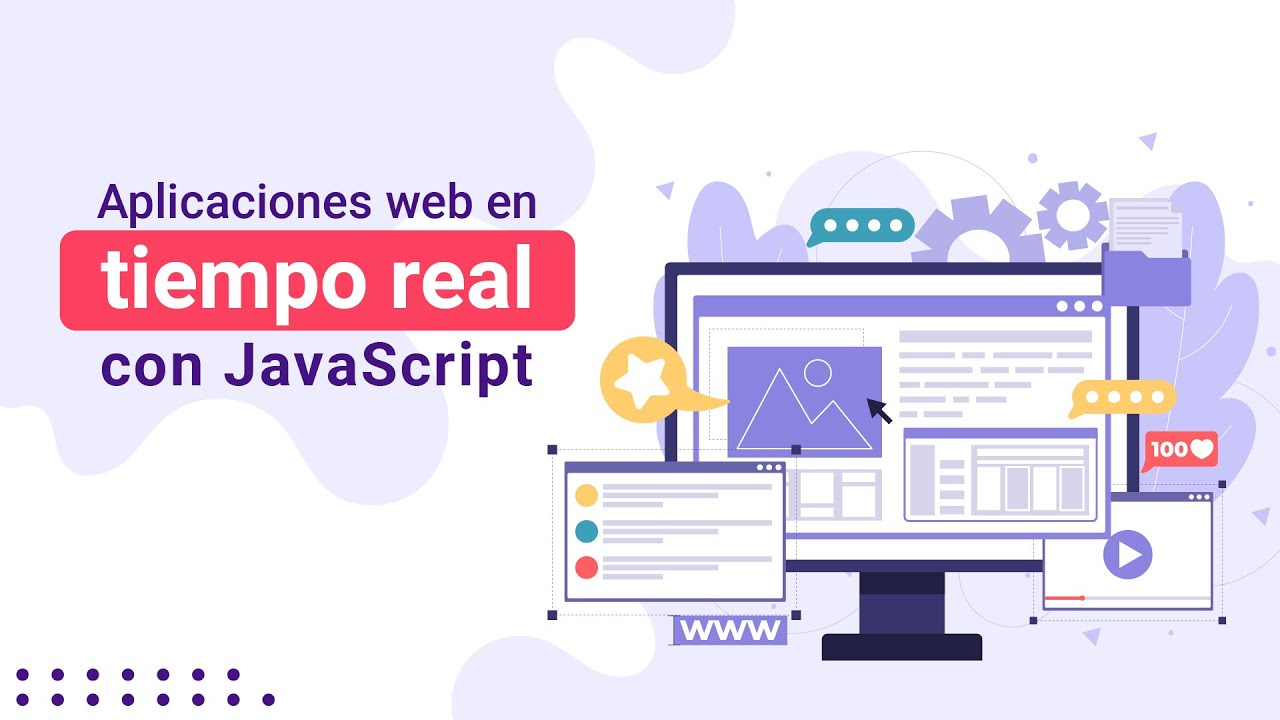 Aplicaciones web en
tiempo real
con JavaScript
100
WWW